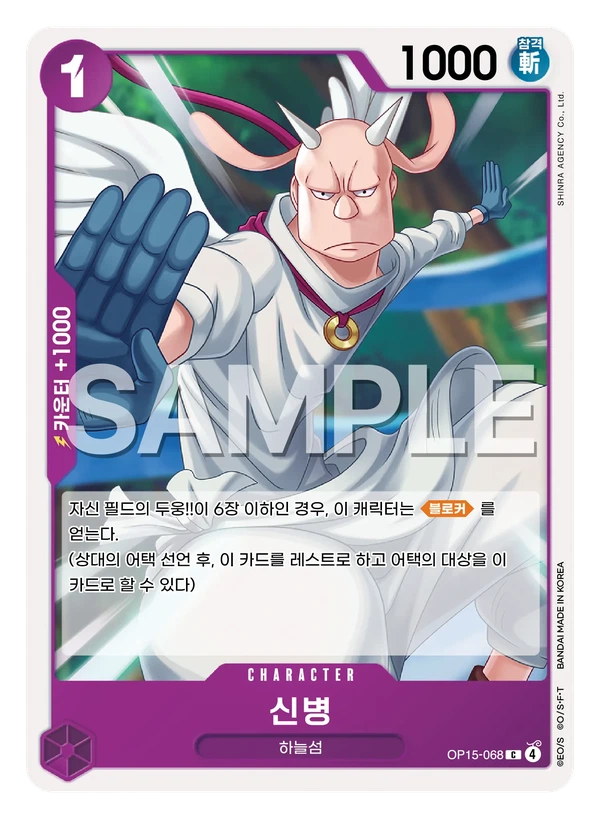 1
1000
참격
斬
SHINRA AGENCY Co., Ltd.
카운터 +1000
SAMPLE
자신 필드의 두웅!!이 6장 이하인 경우, 이 캐릭터는 블로커 를
얻는다.
(상대의 어택 선언 후, 이 카드를 레스트로 하고 어택의 대상을 이
카드로 할 수 있다)
CHARACTER
신병
하늘섬
OP15-068 C 4
©EO/S ©O/S·F·T BANDAI MADE IN KOREA